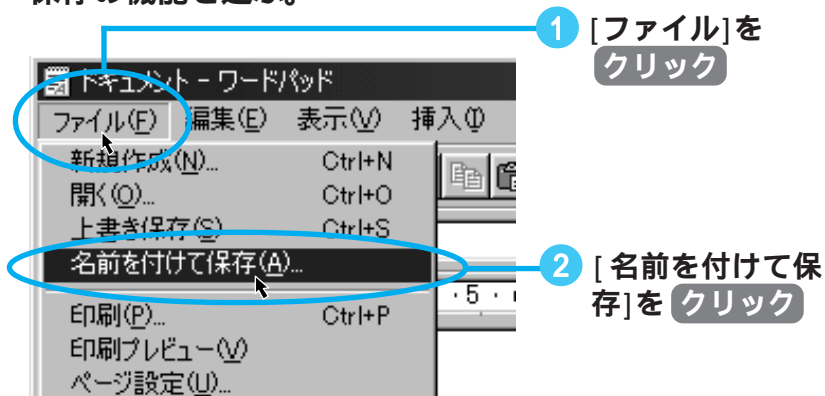 保存の機能を選ぶ。
1 [ファイル]を
クリック
ドキュメント - ワードパッド
ファイル(F) 編集(E) 表示(V) 挿入(I)
新規作成(N)... Ctrl+N
開く(O)... Ctrl+O
上書き保存(S) Ctrl+S
名前を付けて保存(A)...
2 [名前を付けて保
存]を クリック
・5・
印刷(P)... Ctrl+P
印刷プレビュー(V)
ページ設定(U)...